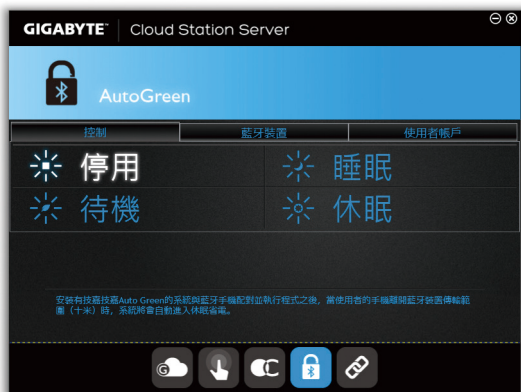 GIGABYTE™ Cloud Station Server
AutoGreen
控制 藍牙裝置 使用者帳戶
停用 睡眠
待機 休眠
安裝有技嘉技嘉Auto Green的系統與藍牙手機配對並執行程式之後，當使用者的手機離開藍牙裝置傳輸範
圍（十米）時，系統將會自動進入休眠省電。
G